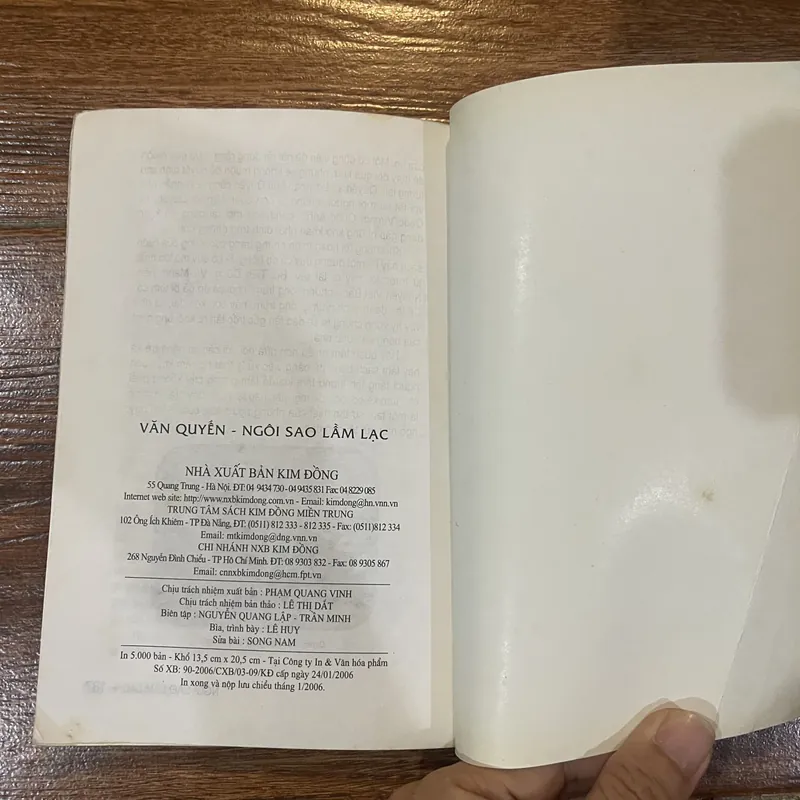 VĂN QUYẾN - NGÔI SAO LẦM LẠC
NHÀ XUẤT BẢN KIM ĐỒNG
55 Quang Trung - Hà Nội. ĐT: 04 9434 730 - 04 9435 831 Fax: 04 8229 085
Internet web site: http://www.nxbkimdong.com.vn - Email: kimdong@hn.vnn.vn
TRUNG TÂM SÁCH KIM ĐỒNG MIỀN TRUNG
102 Ông Ích Khiêm - TP Đà Nẵng, ĐT: (0511) 812 333 - 812 335 - Fax: (0511)812 334
Email: mtkimdong@dng.vnn.vn
CHI NHÁNH NXB KIM ĐỒNG
268 Nguyễn Đình Chiểu - TP Hồ Chí Minh. ĐT: 08 9303 832 - Fax: 08 9305 867
Email: cnnxbkimdong@hcm.fpt.vn
Chịu trách nhiệm xuất bản : PHẠM QUANG VINH
Chịu trách nhiệm bản thảo : LÊ THỊ DẮT
Biên tập : NGUYỄN QUANG LẬP - TRẦN MINH
Bìa, trình bày : LÊ HUY
Sửa bài : SONG NAM
In 5.000 bản - Khổ 13,5 cm x 20,5 cm - Tại Công ty In & Văn hóa phẩm
Số XB: 90-2006/CXB/03-09/KĐ cấp ngày 24/01/2006
In xong và nộp lưu chiểu tháng 1/2006.